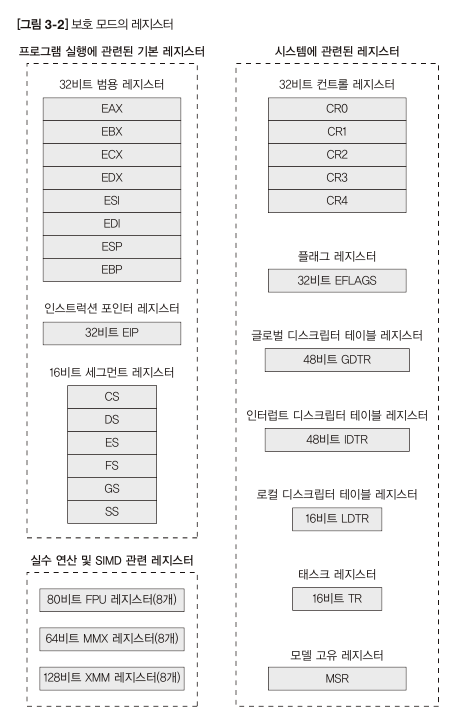 [그림 3-2] 보호 모드의 레지스터
프로그램 실행에 관련된 기본 레지스터
32비트 범용 레지스터
EAX
EBX
ECX
EDX
ESI
EDI
ESP
EBP
인스트럭션 포인터 레지스터
32비트 EIP
16비트 세그먼트 레지스터
CS
DS
ES
FS
GS
SS
실수 연산 및 SIMD 관련 레지스터
80비트 FPU 레지스터(8개)
64비트 MMX 레지스터(8개)
128비트 XMM 레지스터(8개)
시스템에 관련된 레지스터
32비트 컨트롤 레지스터
CR0
CR1
CR2
CR3
CR4
플래그 레지스터
32비트 EFLAGS
글로벌 디스크립터 테이블 레지스터
48비트 GDTR
인터럽트 디스크립터 테이블 레지스터
48비트 IDTR
로컬 디스크립터 테이블 레지스터
16비트 LDTR
태스크 레지스터
16비트 TR
모델 고유 레지스터
MSR